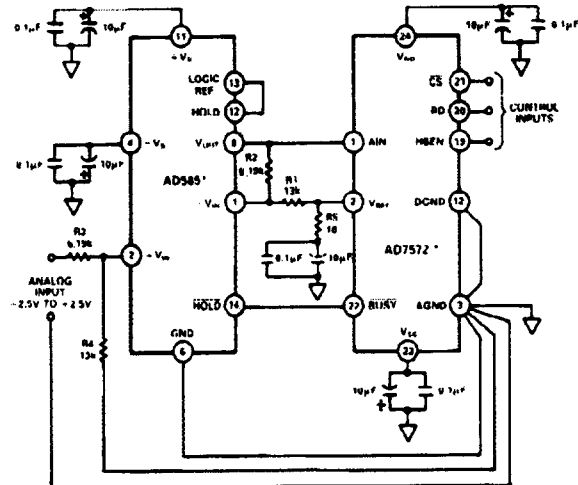 0.1µF
10µF
11
+VS
LOGIC REF
13
HOLD
12
24
VDD
10µF
0.1µF
CS
21
RD
20
HBEN
19
CONTROL INPUTS
4
-VS
0.1µF
10µF
VOUT
8
R2
6.19k
1
AIN
AD585*
-VIN
1
R1
13k
2
VREF
R5
10
0.1µF
10µF
DGND
12
AD7572*
R3
6.19k
2
+VIN
ANALOG INPUT
-2.5V TO +2.5V
R4
13k
HOLD
14
22
BUSY
AGND
3
GND
6
VSS
23
10µF
0.1µF